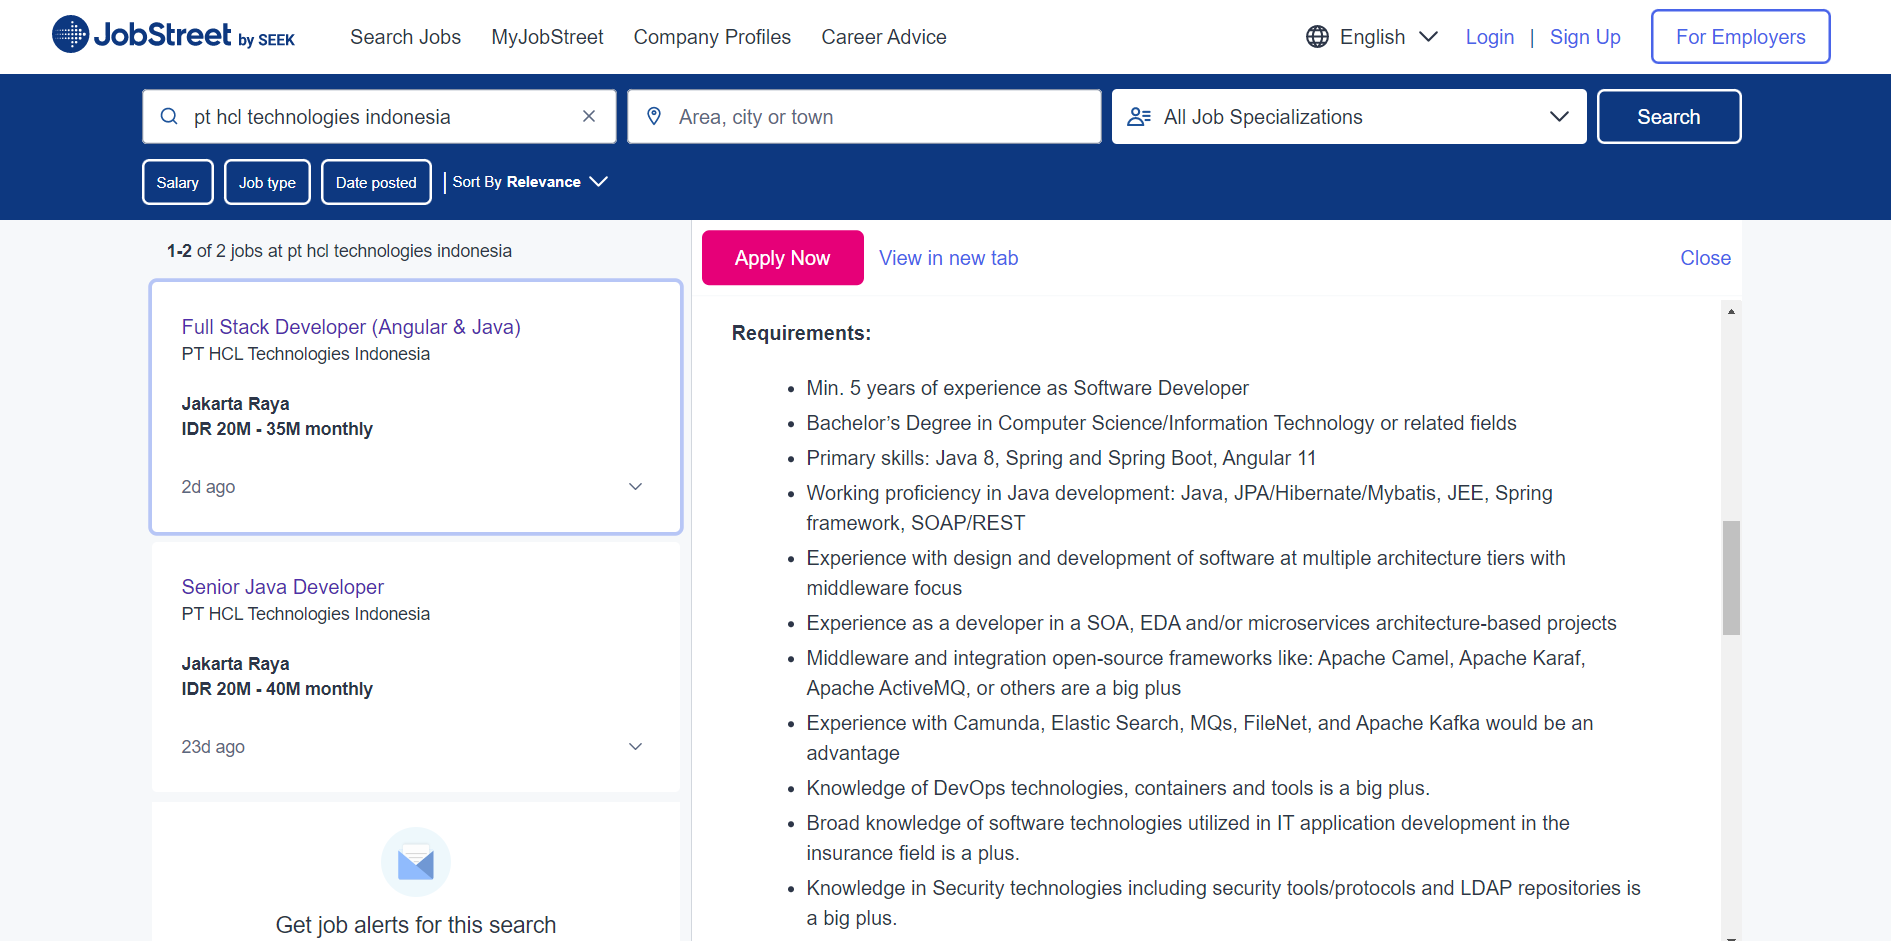 JobStreet by SEEK
Search Jobs
MyJobStreet
Company Profiles
Career Advice
English
Login | Sign Up
For Employers
pt hcl technologies indonesia
Area, city or town
All Job Specializations
Search
Salary
Job type
Date posted
Sort By Relevance
1-2 of 2 jobs at pt hcl technologies indonesia
Full Stack Developer (Angular & Java)
PT HCL Technologies Indonesia
Jakarta Raya
IDR 20M - 35M monthly
2d ago
Senior Java Developer
PT HCL Technologies Indonesia
Jakarta Raya
IDR 20M - 40M monthly
23d ago
Get job alerts for this search
Apply Now
View in new tab
Close
Requirements:
• Min. 5 years of experience as Software Developer
• Bachelor’s Degree in Computer Science/Information Technology or related fields
• Primary skills: Java 8, Spring and Spring Boot, Angular 11
• Working proficiency in Java development: Java, JPA/Hibernate/Mybatis, JEE, Spring
framework, SOAP/REST
• Experience with design and development of software at multiple architecture tiers with
middleware focus
• Experience as a developer in a SOA, EDA and/or microservices architecture-based projects
• Middleware and integration open-source frameworks like: Apache Camel, Apache Karaf,
Apache ActiveMQ, or others are a big plus
• Experience with Camunda, Elastic Search, MQs, FileNet, and Apache Kafka would be an
advantage
• Knowledge of DevOps technologies, containers and tools is a big plus.
• Broad knowledge of software technologies utilized in IT application development in the
insurance field is a plus.
• Knowledge in Security technologies including security tools/protocols and LDAP repositories is
a big plus.